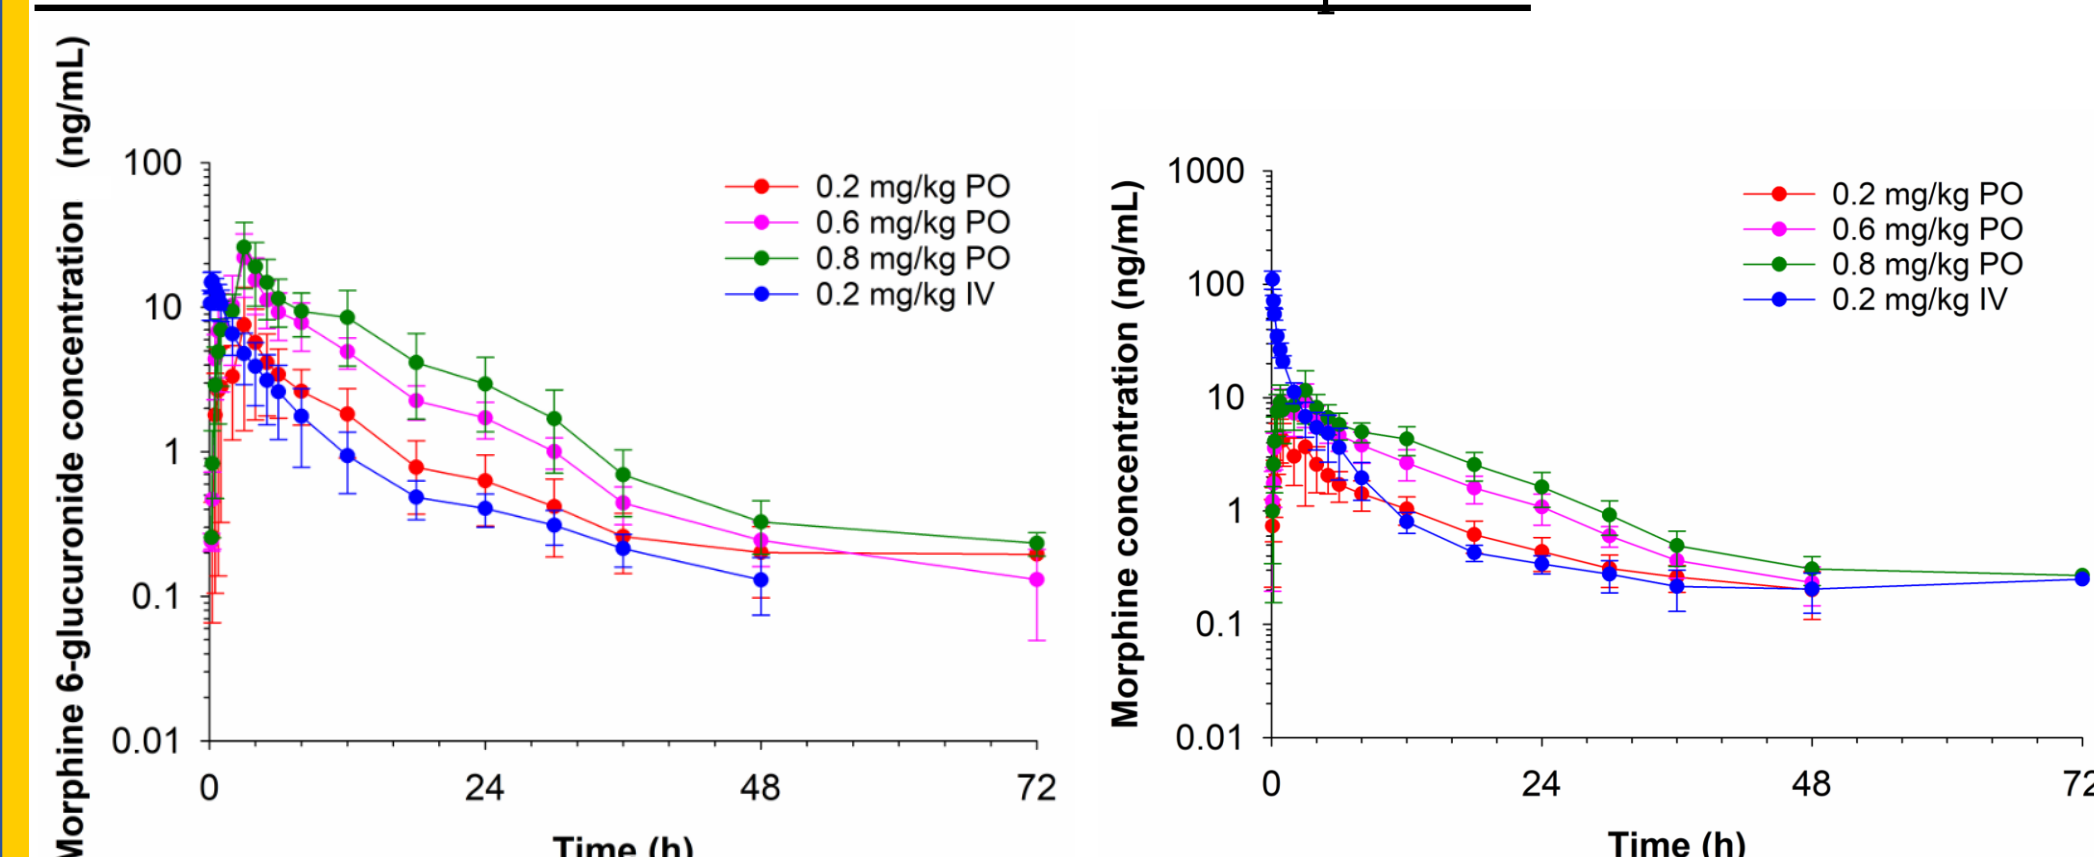 Morphine 6-glucuronide concentration (ng/mL)
100
10
1
0.1
0.01
0
24
48
72
Time (h)
0.2 mg/kg PO
0.6 mg/kg PO
0.8 mg/kg PO
0.2 mg/kg IV
Morphine concentration (ng/mL)
1000
100
10
1
0.1
0.01
0
24
48
72
Time (h)
0.2 mg/kg PO
0.6 mg/kg PO
0.8 mg/kg PO
0.2 mg/kg IV